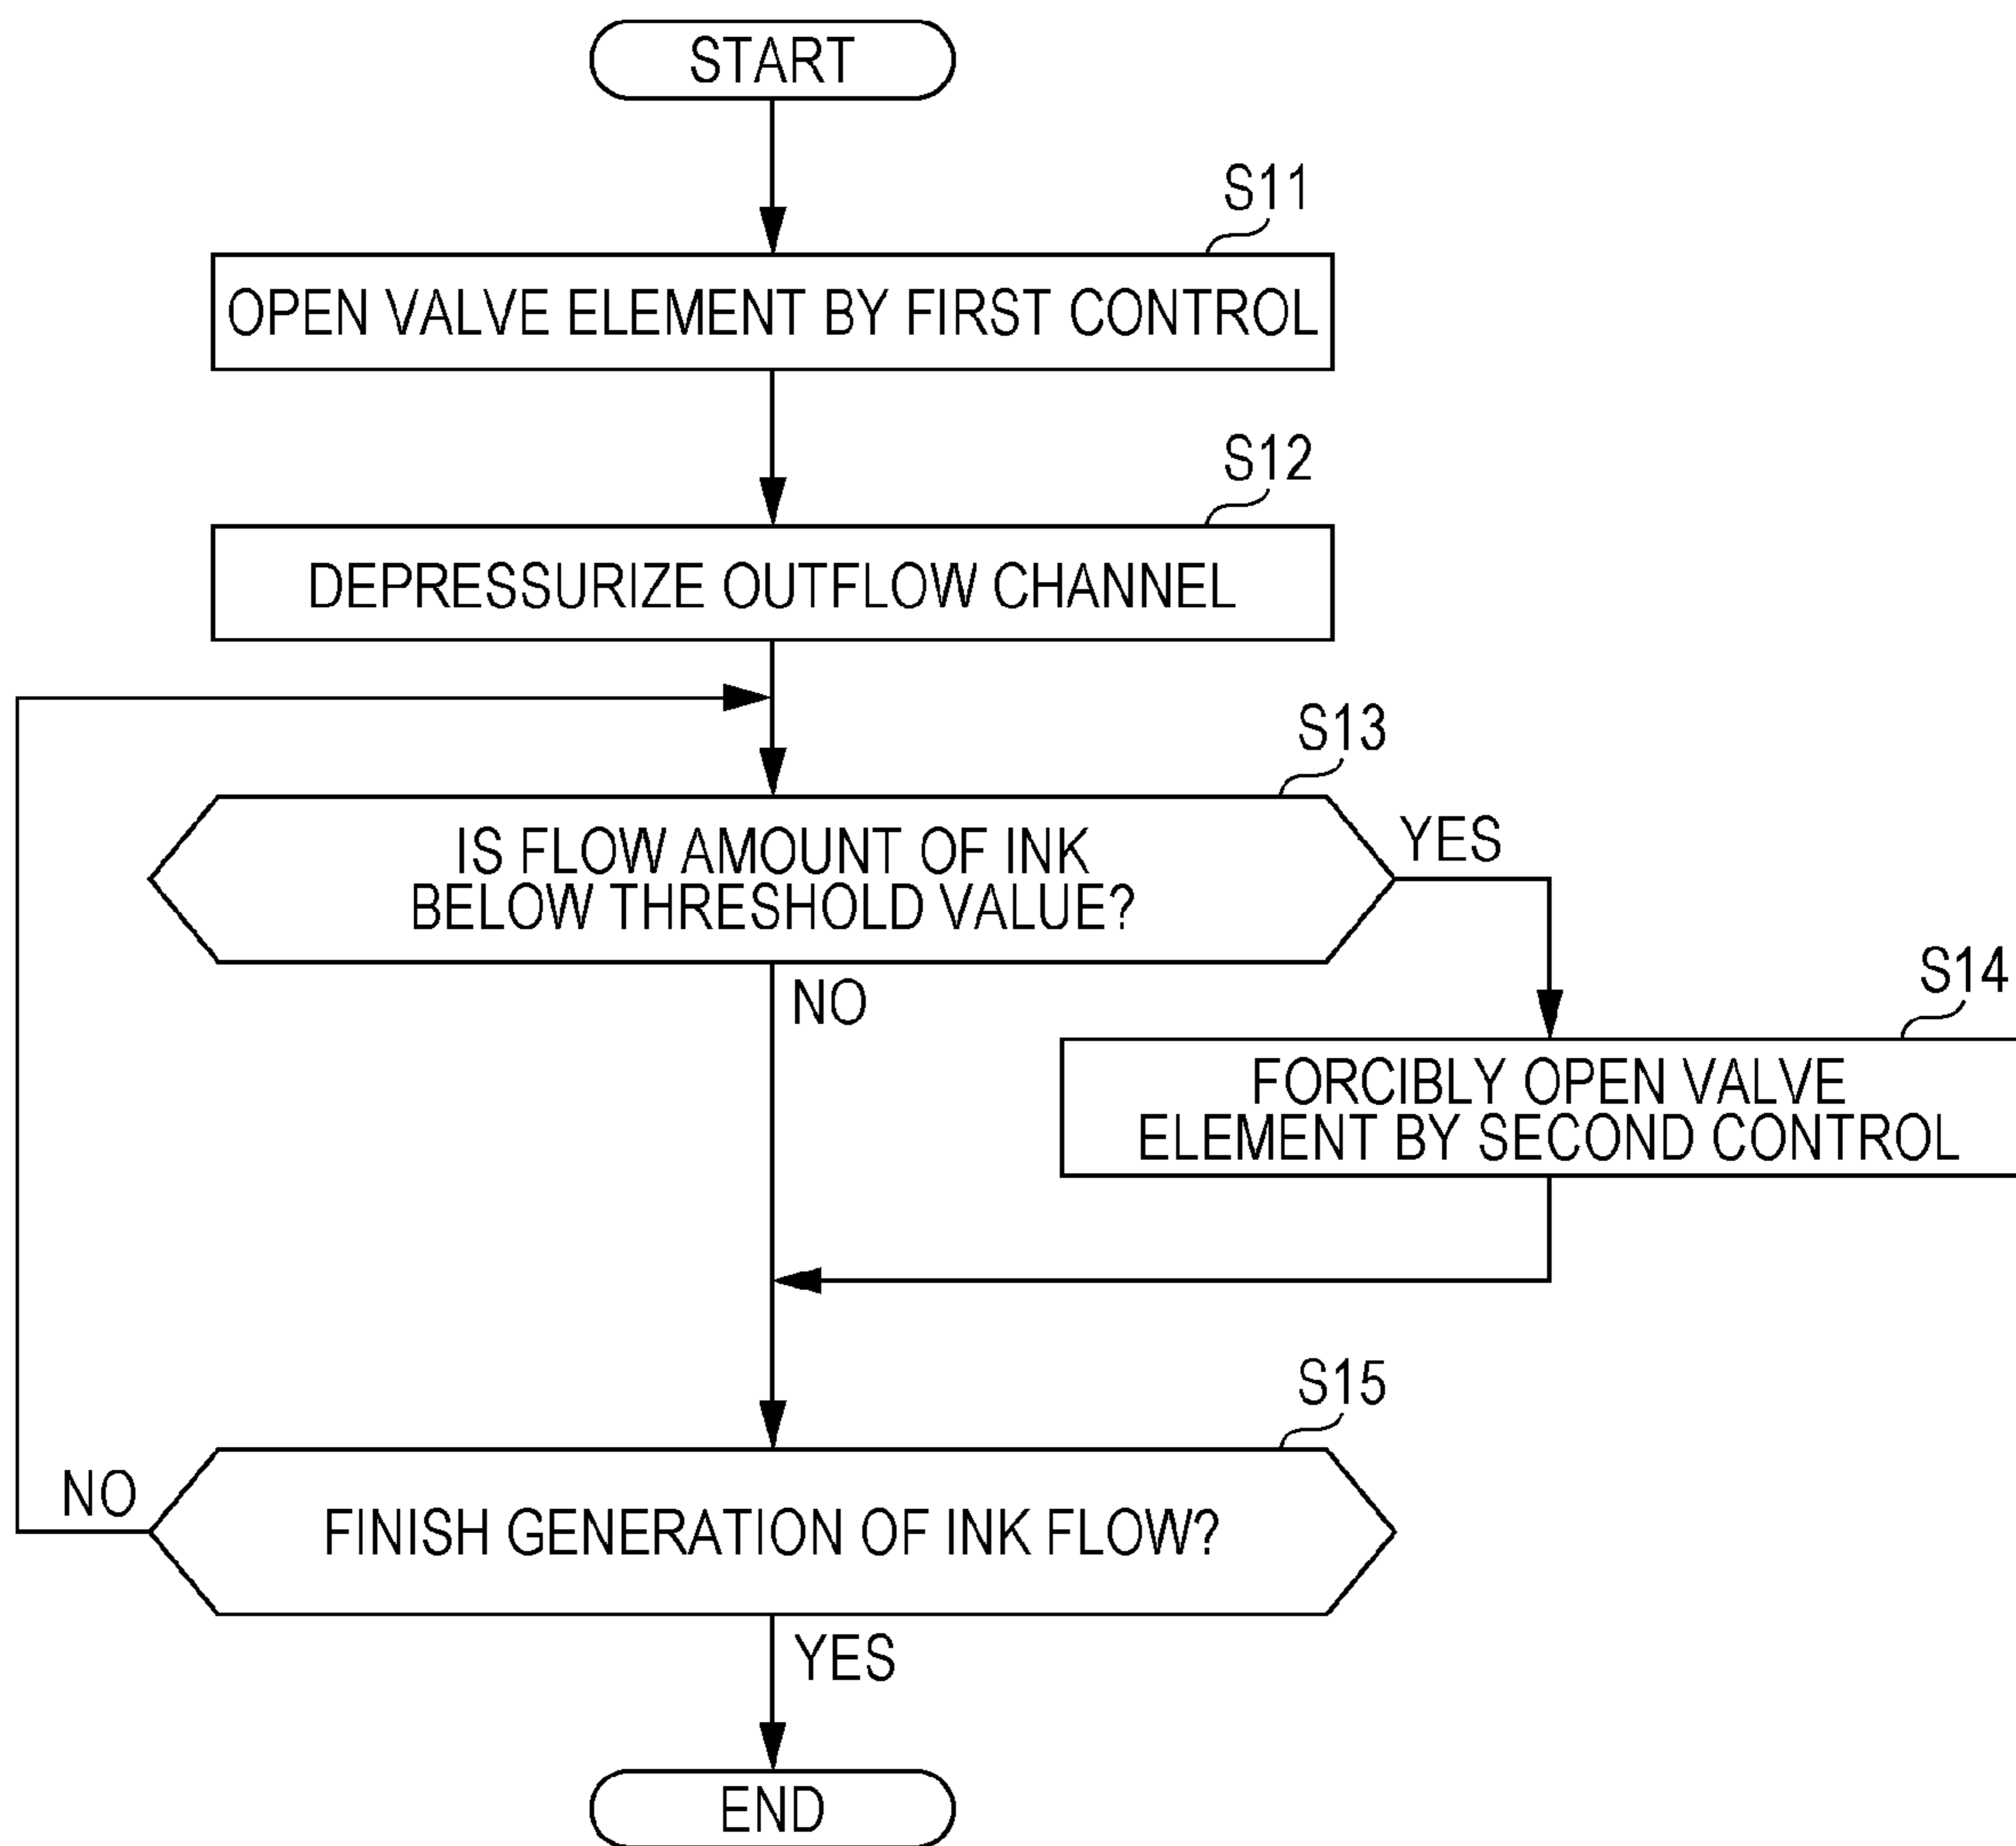 START
S11
OPEN VALVE ELEMENT BY FIRST CONTROL
S12
DEPRESSURIZE OUTFLOW CHANNEL
S13
IS FLOW AMOUNT OF INK
BELOW THRESHOLD VALUE?
YES
NO
S14
FORCIBLY OPEN VALVE
ELEMENT BY SECOND CONTROL
S15
FINISH GENERATION OF INK FLOW?
NO
YES
END